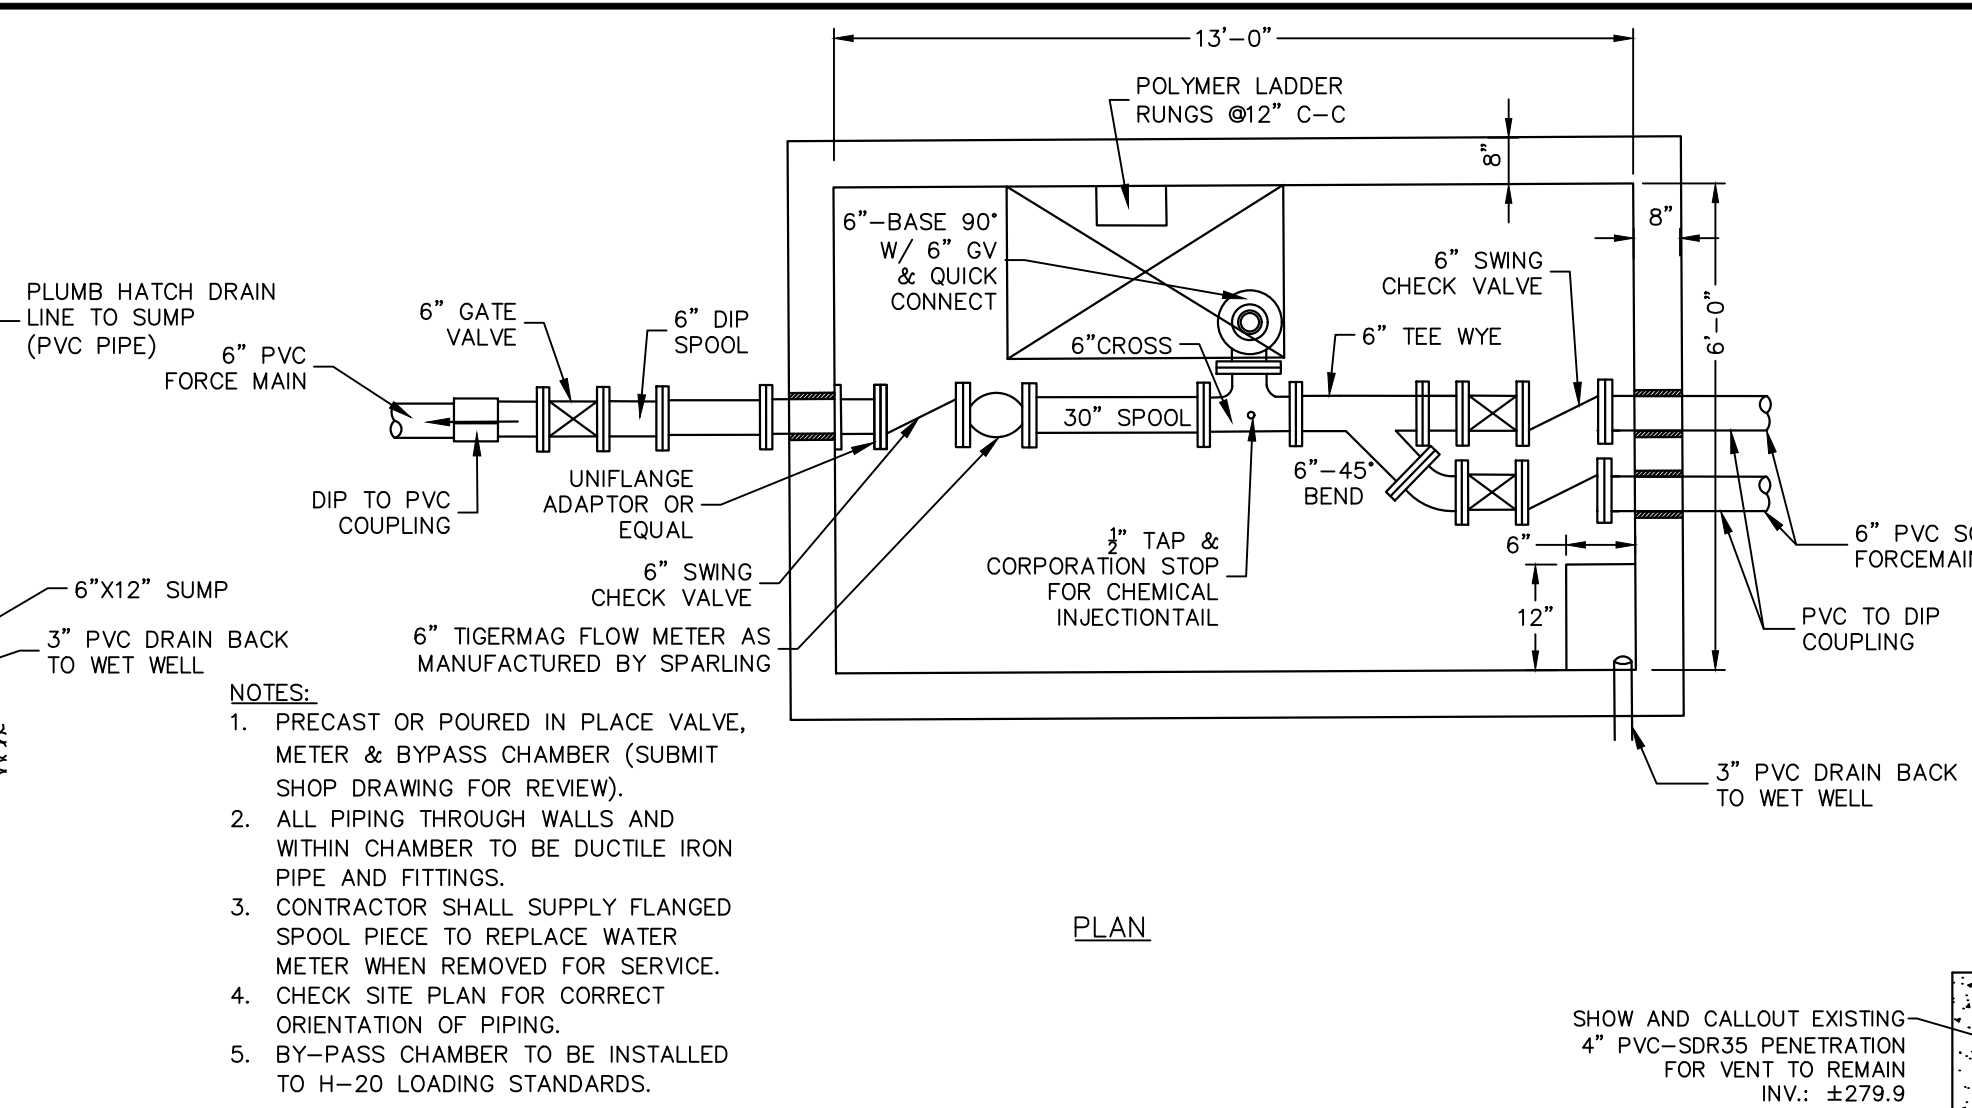 13'-0"
POLYMER LADDER
RUNGS @12" C-C
8"
8"
6'-0"
6"-BASE 90°
W/ 6" GV
& QUICK
CONNECT
6" SWING
CHECK VALVE
PLUMB HATCH DRAIN
LINE TO SUMP
(PVC PIPE)
6" GATE
VALVE
6" DIP
SPOOL
6" PVC
FORCE MAIN
6"CROSS
6" TEE WYE
30" SPOOL
6"-45°
BEND
DIP TO PVC
COUPLING
UNIFLANGE
ADAPTOR OR
EQUAL
½" TAP &
CORPORATION STOP
FOR CHEMICAL
INJECTIONTAIL
6"
12"
6" PVC
FORCEMAIN
PVC TO DIP
COUPLING
6" SWING
CHECK VALVE
6"X12" SUMP
3" PVC DRAIN BACK
TO WET WELL
6" TIGERMAG FLOW METER AS
MANUFACTURED BY SPARLING
3" PVC DRAIN BACK
TO WET WELL
NOTES:
1. PRECAST OR POURED IN PLACE VALVE,
METER & BYPASS CHAMBER (SUBMIT
SHOP DRAWING FOR REVIEW).
2. ALL PIPING THROUGH WALLS AND
WITHIN CHAMBER TO BE DUCTILE IRON
PIPE AND FITTINGS.
3. CONTRACTOR SHALL SUPPLY FLANGED
SPOOL PIECE TO REPLACE WATER
METER WHEN REMOVED FOR SERVICE.
4. CHECK SITE PLAN FOR CORRECT
ORIENTATION OF PIPING.
5. BY-PASS CHAMBER TO BE INSTALLED
TO H-20 LOADING STANDARDS.
PLAN
SHOW AND CALLOUT EXISTING
4" PVC-SDR35 PENETRATION
FOR VENT TO REMAIN
INV.: ±279.9